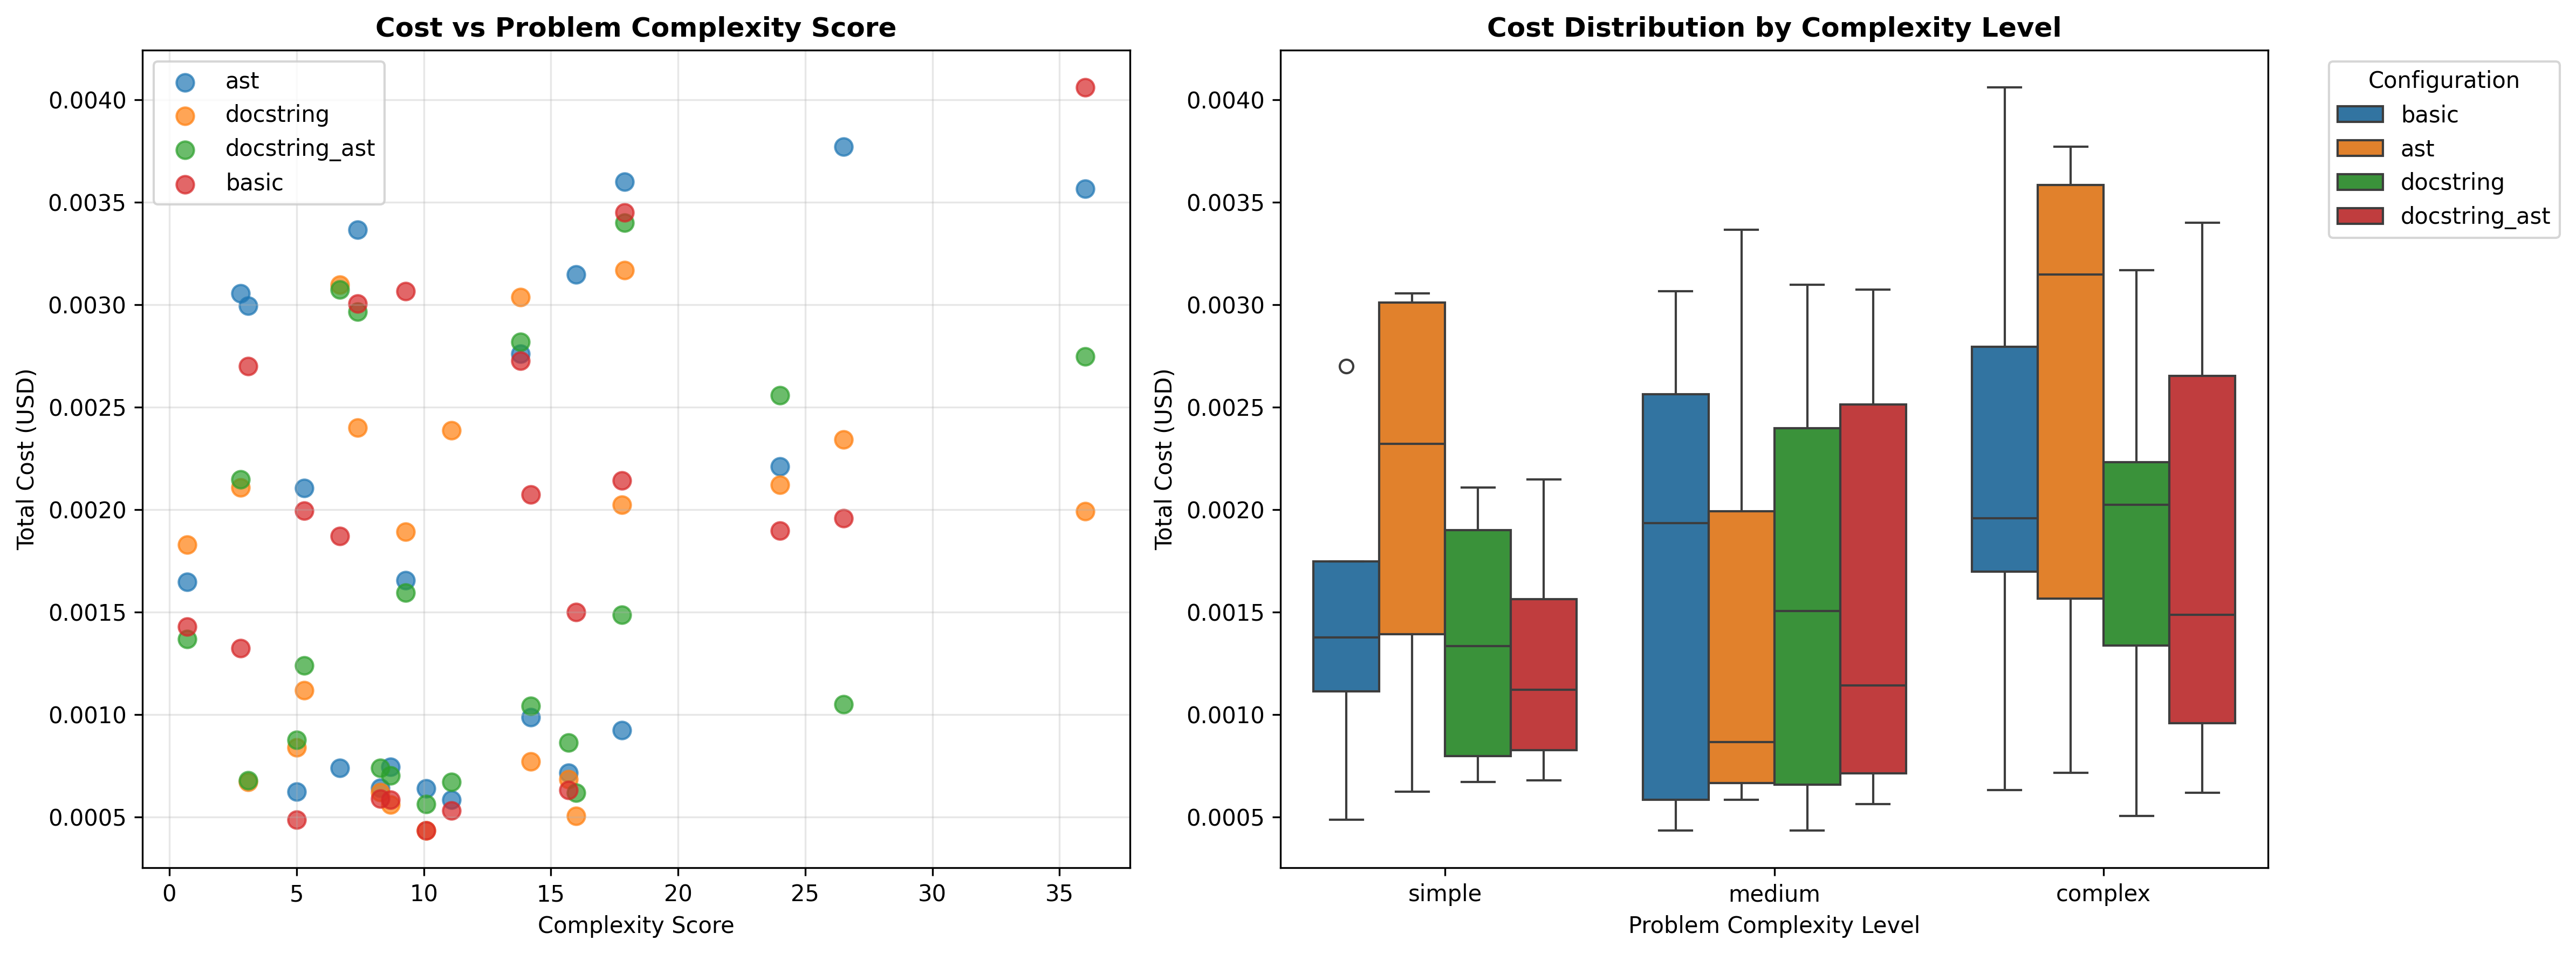 Cost vs Problem Complexity Score
ast
docstring
docstring_ast
basic
0.0040
0.0035
0.0030
0.0025
0.0020
0.0015
0.0010
0.0005
Total Cost (USD)
0 5 10 15 20 25 30 35
Complexity Score
Cost Distribution by Complexity Level
0.0040
0.0035
0.0030
0.0025
0.0020
0.0015
0.0010
0.0005
Total Cost (USD)
simple medium complex
Problem Complexity Level
Configuration
basic
ast
docstring
docstring_ast